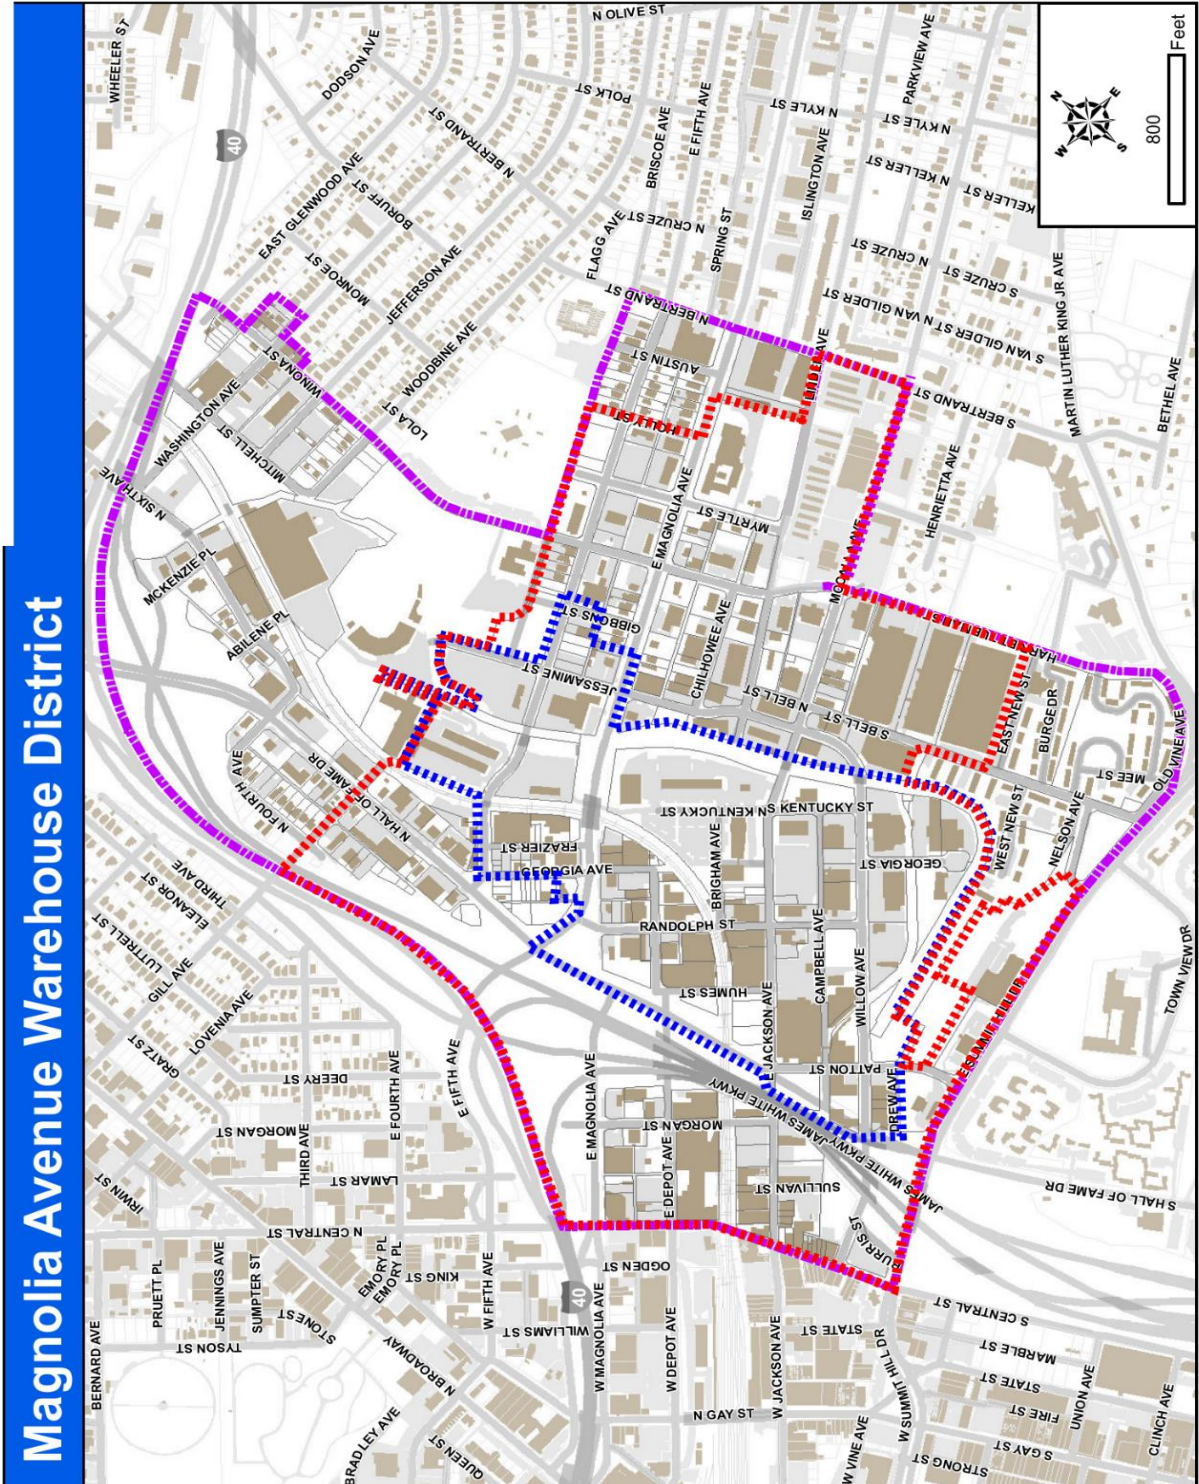 Magnolia Avenue Warehouse District
N OLIVE ST
WHEELER ST
DODSON AVE
POLK ST
PARKVIEW AVE
N
E
S
W
800
Feet
40
N BERTRAND ST
BRISCOE AVE
E FIFTH AVE
N KYLE ST
N KYLE ST
ISLINGTON AVE
N KELLER ST
KELLER ST
EAST GLENWOOD AVE
BORUFF ST
MONROE ST
JEFFERSON AVE
FLAGG AVE
N CRUZE ST
SPRING ST
N CRUZE ST
S CRUZE ST
MARTIN LUTHER KING JR AVE
WOODBINE AVE
N BERTRAND ST
AUSTIN ST
N VAN GILDER ST
S VAN GILDER ST
WINONA ST
WASHINGTON AVE
MITCHELL ST
LOLA ST
HOLLY ST
LINDEN AVE
S BERTRAND ST
BETHEL AVE
N SIXTH AVE
MCKENZIE PL
ABILENE PL
E MAGNOLIA AVE
MYRTLE ST
HENRIETTA AVE
GIBBONS ST
JESSAMINE ST
CHILHOWEE AVE
N BELL ST
S BELL ST
EAST NEW ST
BURGE DR
MEE ST
OLD VINE AVE
N FOURTH AVE
N HALL OF FAME DR
FRAZIER ST
GEORGIA AVE
N KENTUCKY ST
S KENTUCKY ST
GEORGIA ST
WEST NEW ST
NELSON AVE
THIRD AVE
ELEANOR ST
LUTTRELL ST
GILL AVE
LOVENIA AVE
GRATZ ST
BRIGHAM AVE
RANDOLPH ST
CAMPBELL AVE
WILLOW AVE
HUMES ST
E JACKSON AVE
PATTON ST
DREW AVE
E SUMMIT HILL DR
TOWN VIEW DR
DEERY ST
E FOURTH AVE
E FIFTH AVE
MORGAN ST
THIRD AVE
LAMAR ST
IRWIN ST
N CENTRAL ST
E MAGNOLIA AVE
MORGAN ST
E DEPOT AVE
JAMES WHITE PKWY
JAMES WHITE PKWY
JAMES WHITE
SULLIVAN ST
S HALL OF FAME DR
PRUETT PL
JENNINGS AVE
SUMPTER ST
EMORY PL
EMORY PL
KING ST
W FIFTH AVE
OGDEN ST
40
BERNARD AVE
TYSON ST
STONE ST
N BROADWAY
WILLIAMS ST
W MAGNOLIA AVE
W DEPOT AVE
W JACKSON AVE
STATE ST
W SUMMIT HILL DR
S CENTRAL ST
MARBLE ST
STATE ST
UNION AVE
FIRE ST
CLINCH AVE
BRADLEY AVE
QUEEN ST
N GAY ST
W VINE AVE
STRONG ST
S GAY ST